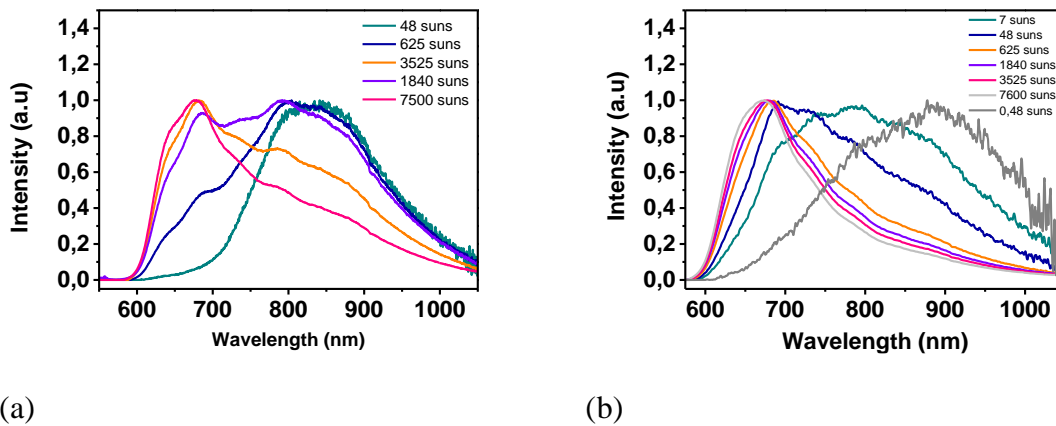 1,4
1,2
1,0
0,8
0,6
0,4
0,2
0,0
Intensity (a.u)
600 700 800 900 1000
Wavelength (nm)
48 suns
625 suns
3525 suns
1840 suns
7500 suns
(a)
1,4
1,2
1,0
0,8
0,6
0,4
0,2
0,0
Intensity (a.u)
600 700 800 900 1000
Wavelength (nm)
7 suns
48 suns
625 suns
1840 suns
3525 suns
7600 suns
0,48 suns
(b)